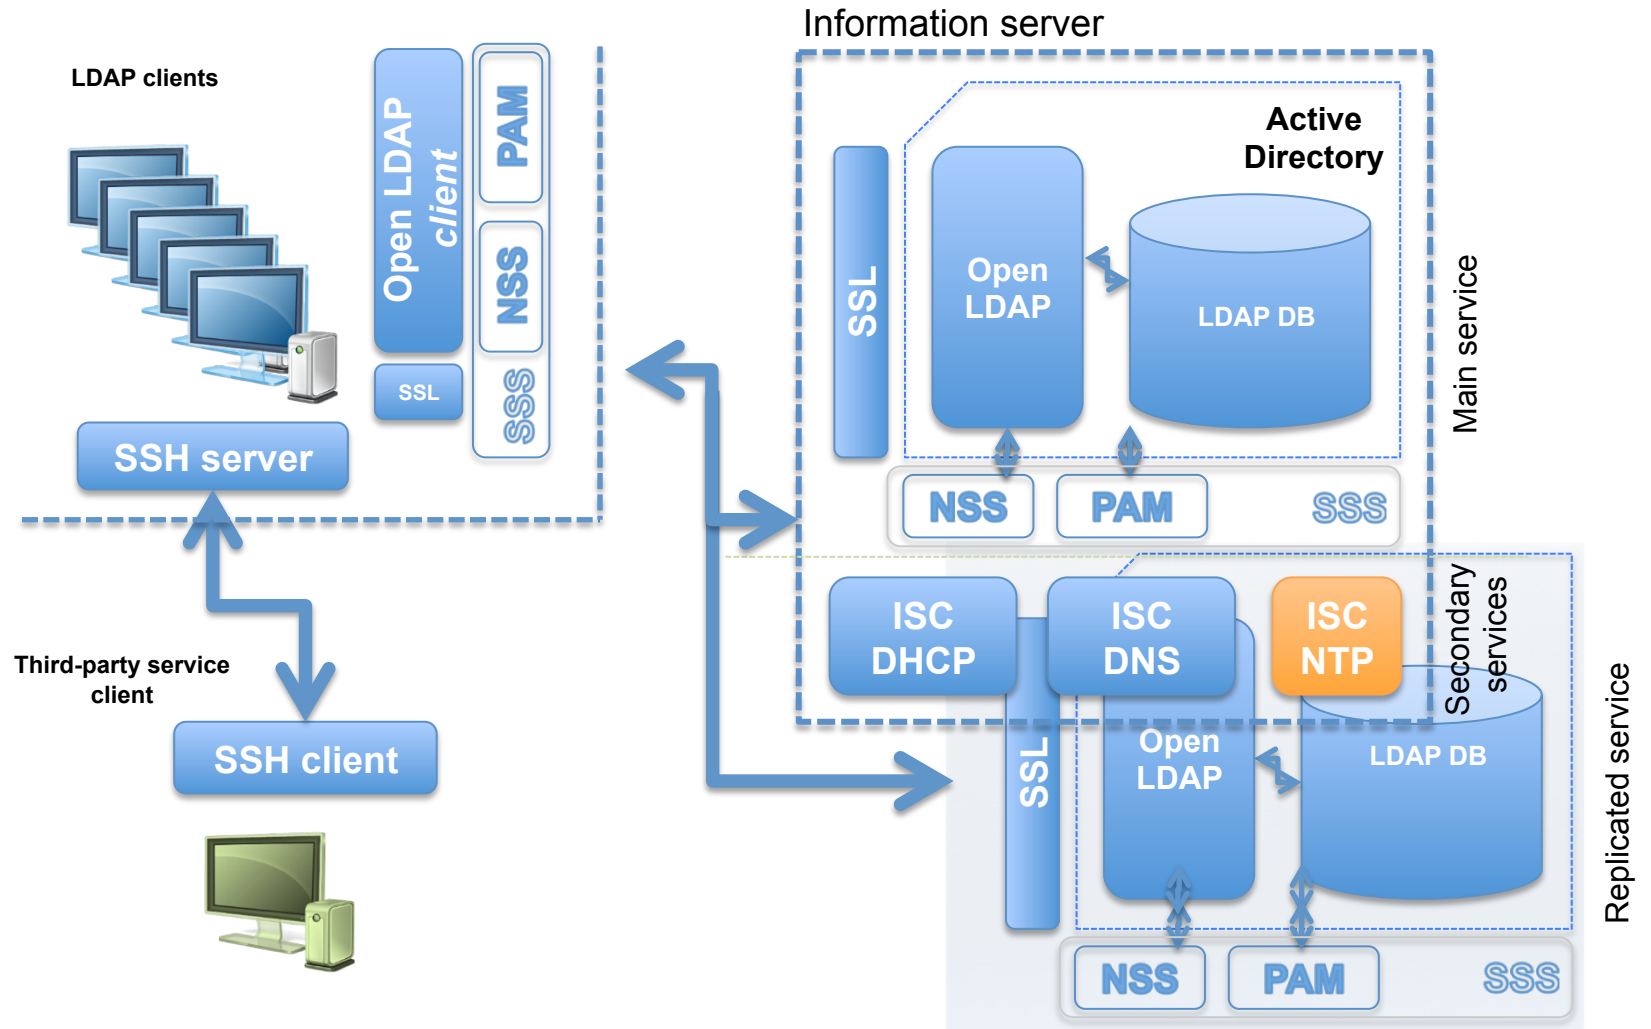 Information server
LDAP clients
Open LDAP
client
PAM
NSS
SSS
SSL
SSH server
Third-party service
client
SSH client
Active
Directory
SSL
Open
LDAP
LDAP DB
NSS
PAM
SSS
Main service
ISC
DHCP
ISC
DNS
ISC
NTP
Secondary
services
SSL
Open
LDAP
LDAP DB
NSS
PAM
SSS
Replicated service